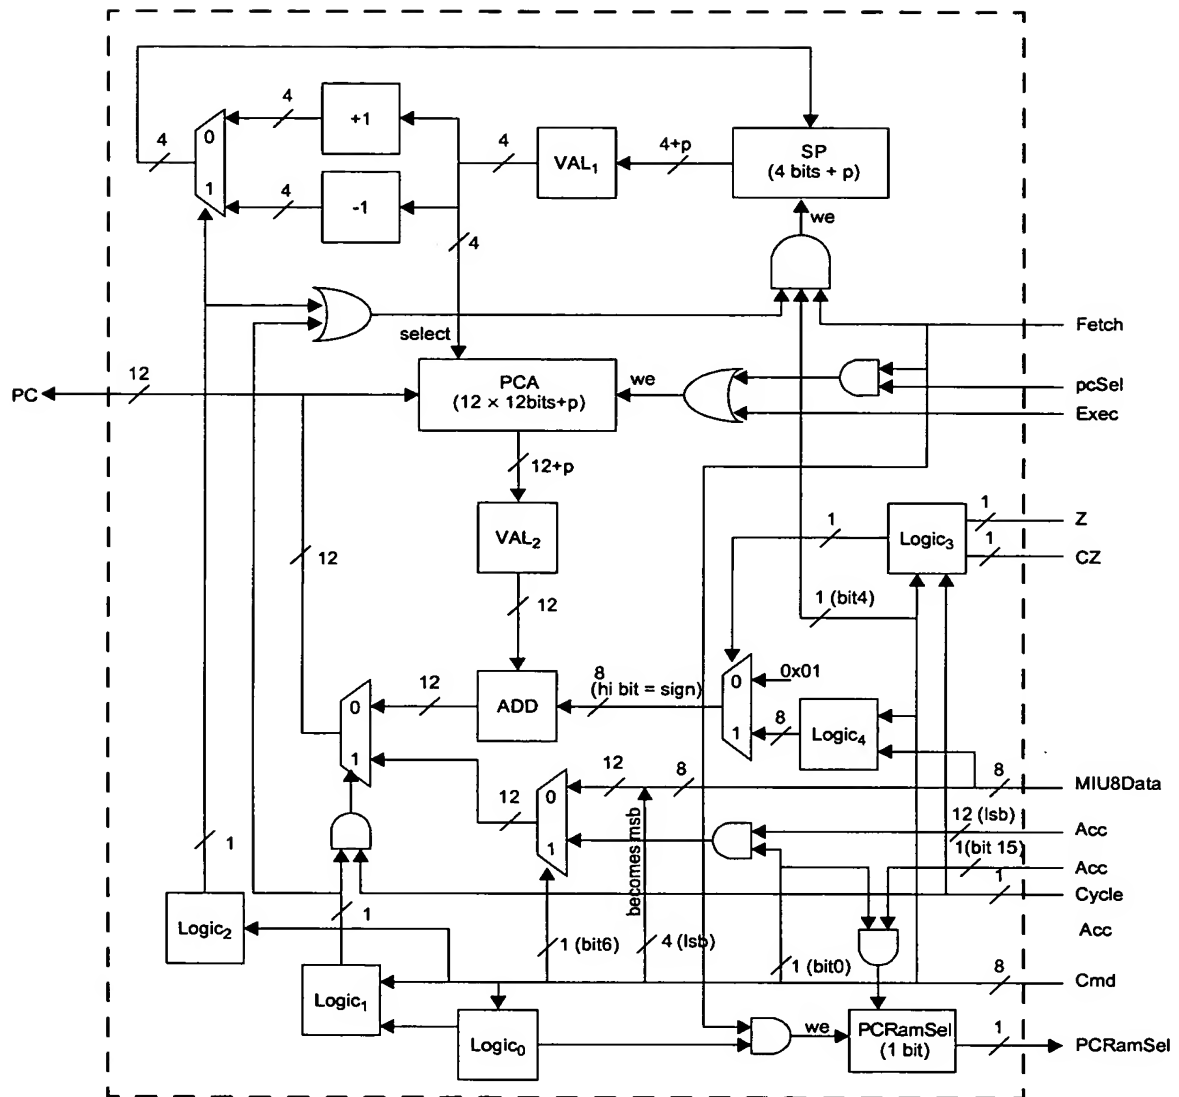 4
+1
0
4
4
VAL₁
4+p
SP
(4 bits + p)
1
4
-1
4
we
select
Fetch
PC
12
PCA
(12 × 12bits+p)
we
pcSel
Exec
12+p
VAL₂
12
12
1
Logic₃
1
Z
1
CZ
1 (bit4)
0
0x01
8
(hi bit = sign)
12
ADD
0
1
8
Logic₄
1
12
0
12
8
8
MIU8Data
1
becomes msb
12 (lsb)
Acc
1(bit 15)
Acc
1
Cycle
1
1
Logic₂
Acc
1 (bit6)
4 (lsb)
1 (bit0)
8
Cmd
Logic₁
Logic₀
we
PCRamSel
(1 bit)
1
PCRamSel